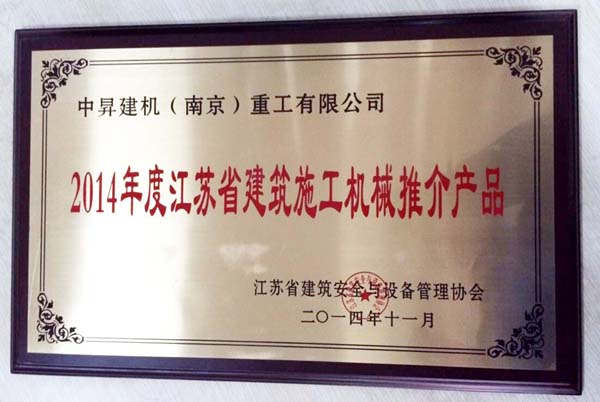 中昇建机（南京）重工有限公司
2014年度江苏省建筑施工机械推介产品
江苏省建筑安全与设备管理协会
二〇一四年十一月